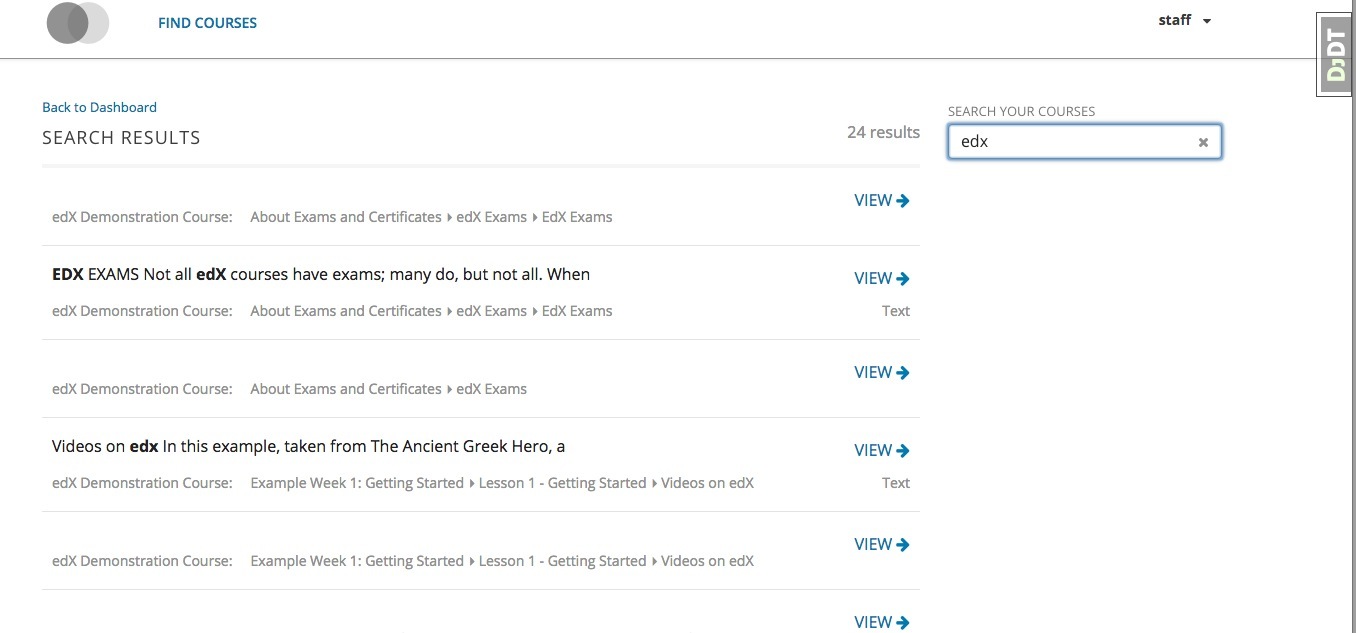 FIND COURSES
staff
DjDT
Back to Dashboard
SEARCH RESULTS
24 results
SEARCH YOUR COURSES
edx
VIEW
edX Demonstration Course: About Exams and Certificates edX Exams EdX Exams
EDX EXAMS Not all edX courses have exams; many do, but not all. When
VIEW
edX Demonstration Course: About Exams and Certificates edX Exams EdX Exams
Text
VIEW
edX Demonstration Course: About Exams and Certificates edX Exams
Videos on edx In this example, taken from The Ancient Greek Hero, a
VIEW
edX Demonstration Course: Example Week 1: Getting Started Lesson 1 - Getting Started Videos on edX
Text
VIEW
edX Demonstration Course: Example Week 1: Getting Started Lesson 1 - Getting Started Videos on edX
VIEW